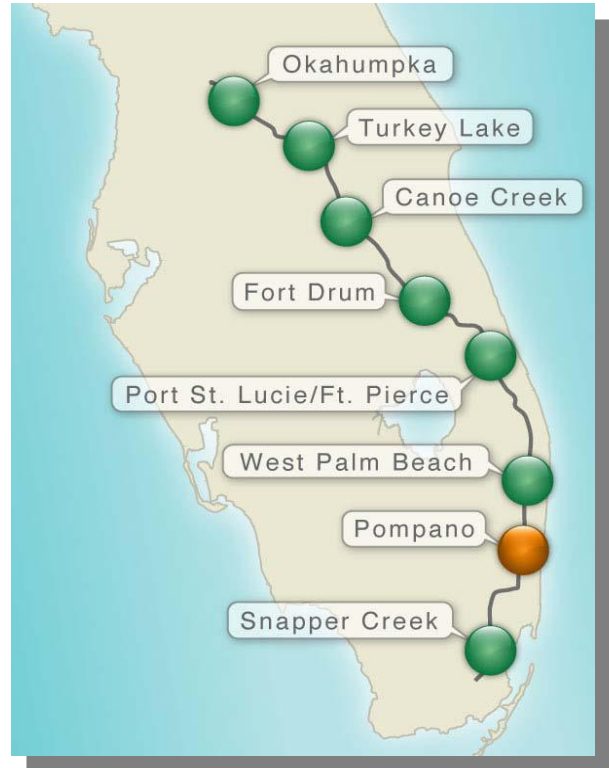 Okahumpka
Turkey Lake
Canoe Creek
Fort Drum
Port St. Lucie/Ft. Pierce
West Palm Beach
Pompano
Snapper Creek